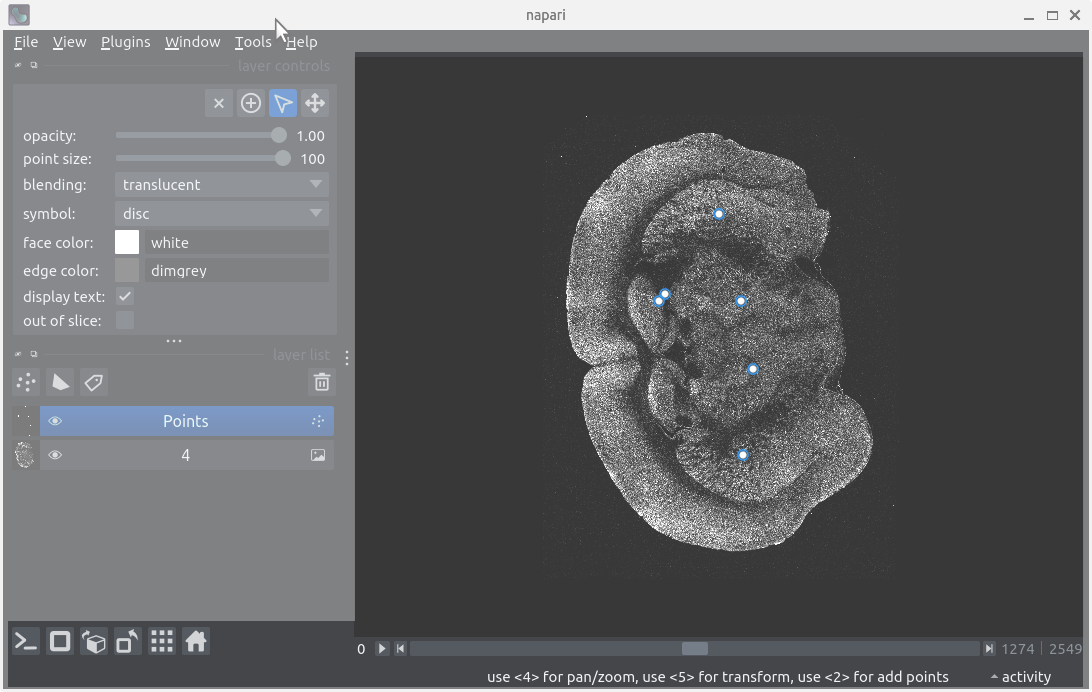 napari
File View Plugins Window Tools Help
layer controls
opacity: 1.00
point size: 100
blending: translucent
symbol: disc
face color: white
edge color: dimgrey
display text:
out of slice:
layer list
Points
4
0 1274 2549
use <4> for pan/zoom, use <5> for transform, use <2> for add points activity